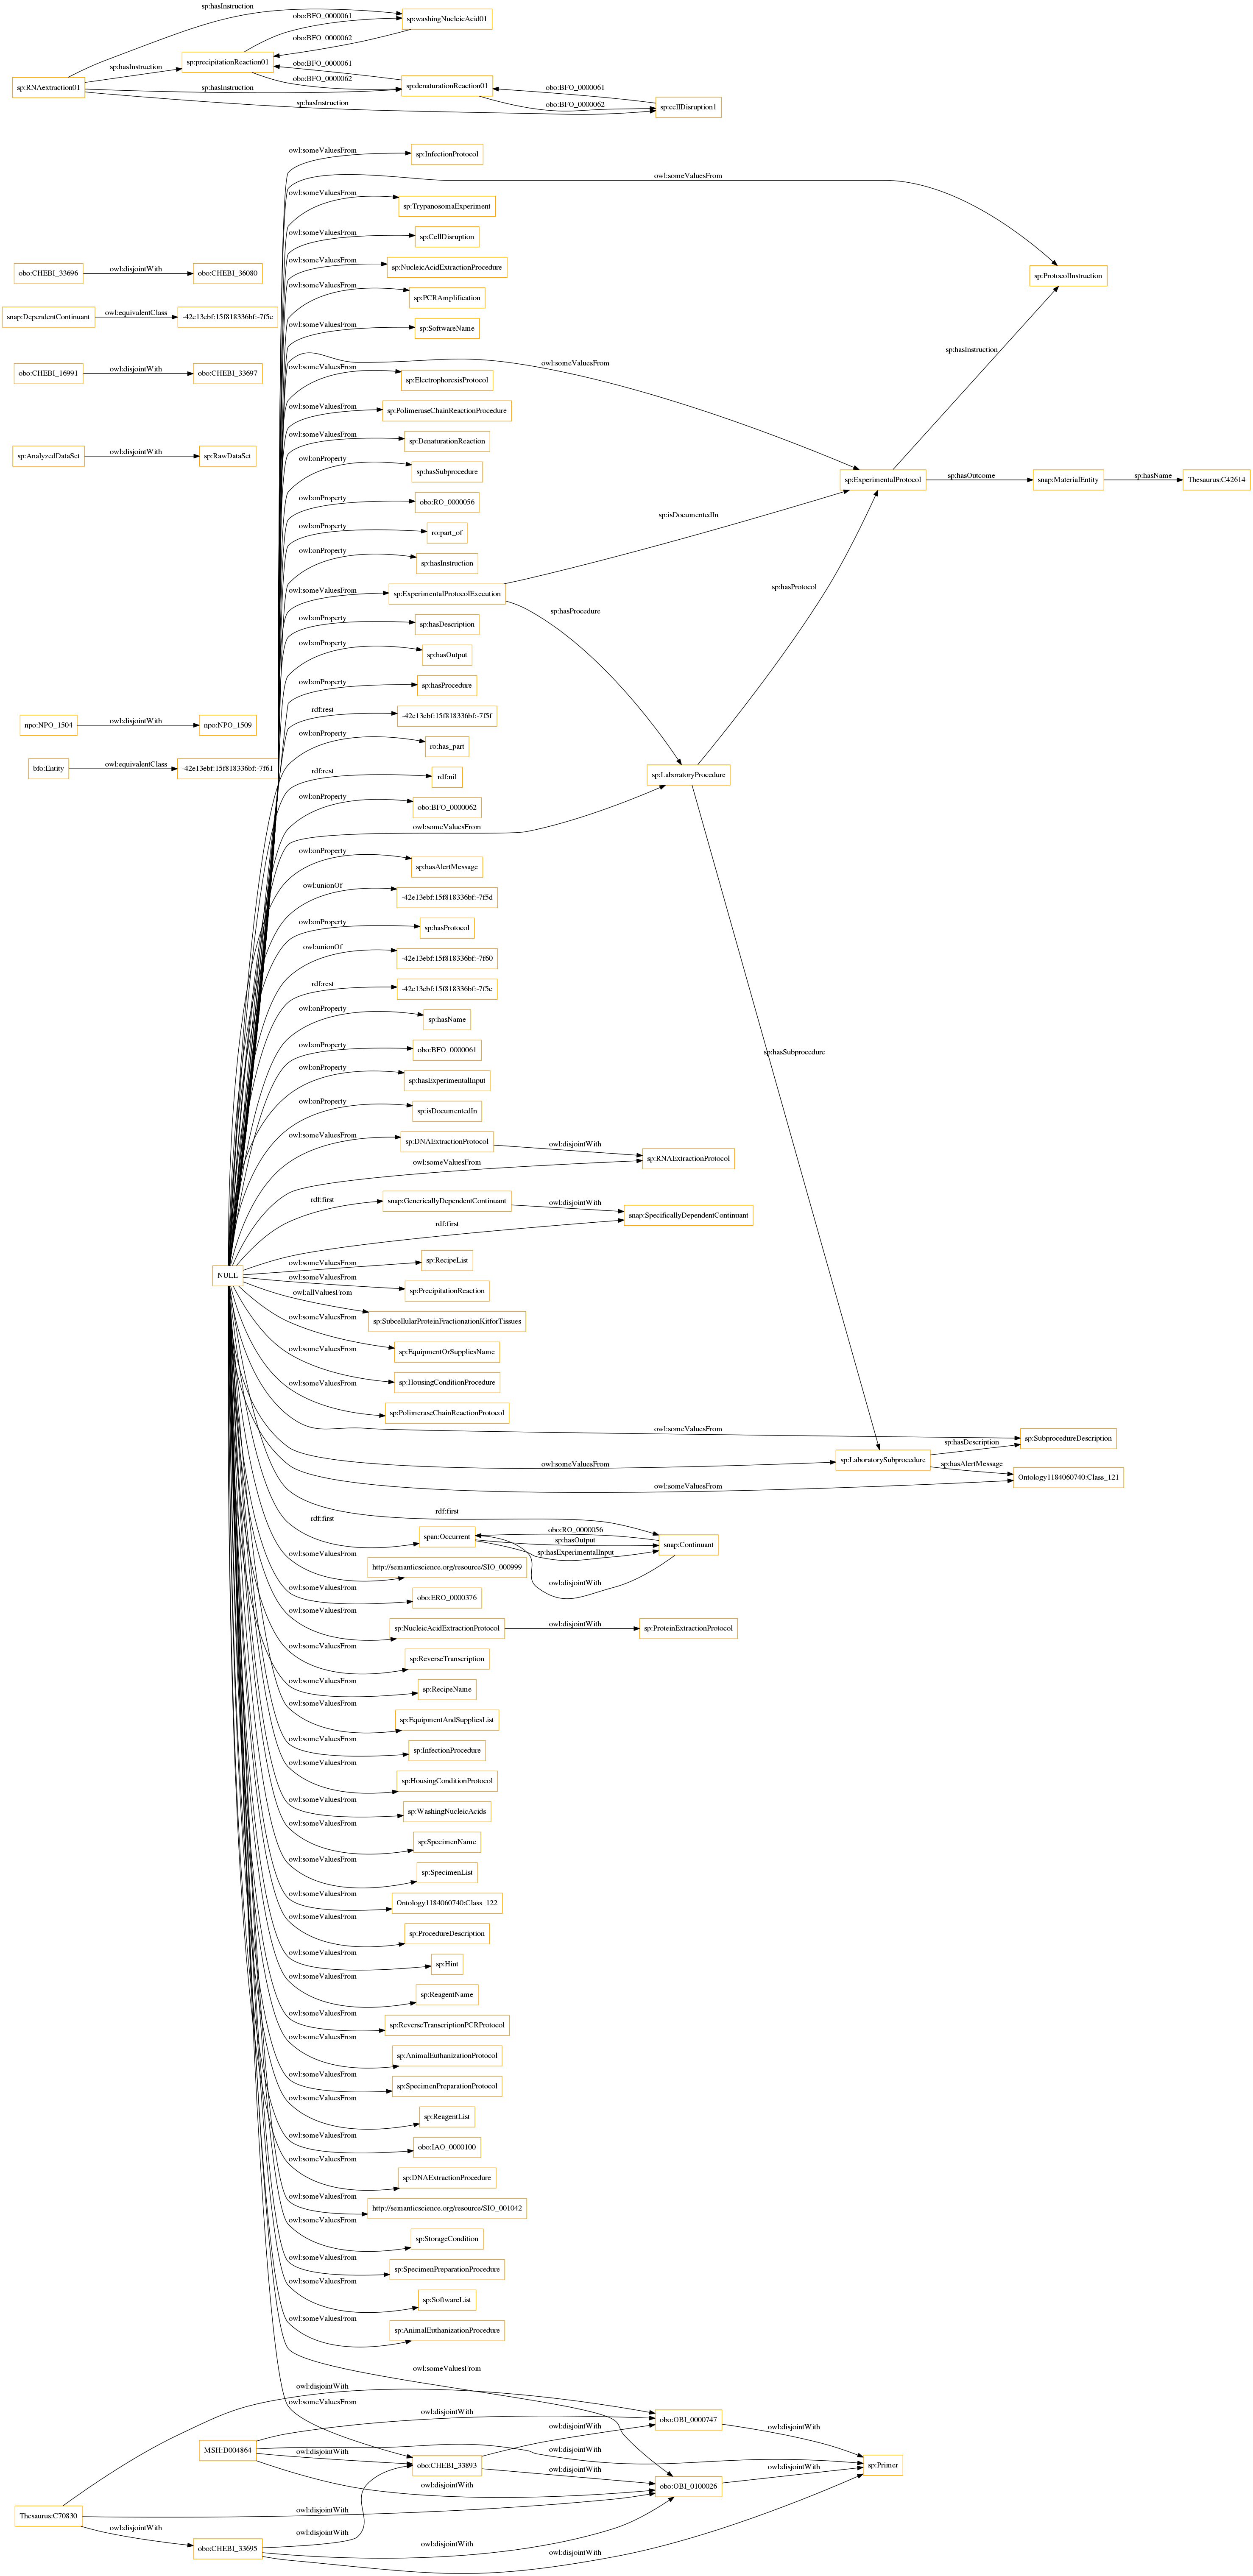 sp:hasInstruction
obo:BFO_0000061
sp:washingNucleicAcid01
obo:BFO_0000062
sp:precipitationReaction01
sp:hasInstruction
obo:BFO_0000061
obo:BFO_0000062
sp:RNAextraction01
sp:hasInstruction
sp:denaturationReaction01
obo:BFO_0000061
obo:BFO_0000062
sp:hasInstruction
sp:cellDisruption1
owl:someValuesFrom
sp:InfectionProtocol
owl:someValuesFrom
owl:someValuesFrom
sp:TrypanosomaExperiment
owl:someValuesFrom
sp:CellDisruption
owl:someValuesFrom
sp:NucleicAcidExtractionProcedure
obo:CHEBI_33696
owl:disjointWith
obo:CHEBI_36080
sp:ProtocolInstruction
owl:someValuesFrom
sp:PCRAmplification
snap:DependentContinuant
owl:equivalentClass
-42e13ebf:15f818336bf:-7f5e
owl:someValuesFrom
sp:SoftwareName
sp:hasInstruction
owl:someValuesFrom
obo:CHEBI_16991
owl:disjointWith
obo:CHEBI_33697
owl:someValuesFrom
sp:ElectrophoresisProtocol
owl:someValuesFrom
sp:PolimeraseChainReactionProcedure
owl:someValuesFrom
sp:DenaturationReaction
sp:AnalyzedDataSet
owl:disjointWith
sp:RawDataSet
owl:onProperty
sp:hasSubprocedure
sp:ExperimentalProtocol
sp:hasOutcome
snap:MaterialEntity
sp:hasName
Thesaurus:C42614
owl:onProperty
obo:RO_0000056
sp:isDocumentedIn
owl:onProperty
ro:part_of
owl:onProperty
sp:hasInstruction
owl:someValuesFrom
sp:ExperimentalProtocolExecution
sp:hasProtocol
sp:hasProcedure
owl:onProperty
sp:hasDescription
owl:onProperty
sp:hasOutput
owl:onProperty
sp:hasProcedure
rdf:rest
-42e13ebf:15f818336bf:-7f5f
npo:NPO_1504
owl:disjointWith
npo:NPO_1509
owl:onProperty
ro:has_part
bfo:Entity
owl:equivalentClass
-42e13ebf:15f818336bf:-7f61
rdf:rest
rdf:nil
sp:LaboratoryProcedure
owl:onProperty
obo:BFO_0000062
owl:someValuesFrom
owl:onProperty
sp:hasAlertMessage
owl:unionOf
-42e13ebf:15f818336bf:-7f5d
owl:onProperty
sp:hasProtocol
owl:unionOf
-42e13ebf:15f818336bf:-7f60
rdf:rest
-42e13ebf:15f818336bf:-7f5c
owl:onProperty
sp:hasName
owl:onProperty
obo:BFO_0000061
sp:hasSubprocedure
owl:onProperty
sp:hasExperimentalInput
owl:onProperty
sp:isDocumentedIn
owl:someValuesFrom
sp:DNAExtractionProtocol
owl:disjointWith
sp:RNAExtractionProtocol
owl:someValuesFrom
rdf:first
snap:GenericallyDependentContinuant
owl:disjointWith
snap:SpecificallyDependentContinuant
rdf:first
NULL
owl:someValuesFrom
sp:RecipeList
owl:someValuesFrom
sp:PrecipitationReaction
owl:allValuesFrom
sp:SubcellularProteinFractionationKitforTissues
owl:someValuesFrom
sp:EquipmentOrSuppliesName
owl:someValuesFrom
sp:HousingConditionProcedure
owl:someValuesFrom
sp:PolimeraseChainReactionProtocol
owl:someValuesFrom
sp:SubprocedureDescription
sp:hasDescription
owl:someValuesFrom
sp:LaboratorySubprocedure
sp:hasAlertMessage
Ontology1184060740:Class_121
owl:someValuesFrom
rdf:first
rdf:first
span:Occurrent
obo:RO_0000056
sp:hasOutput
sp:hasExperimentalInput
snap:Continuant
owl:disjointWith
owl:someValuesFrom
http://semanticscience.org/resource/SIO_000999
owl:someValuesFrom
obo:ERO_0000376
owl:someValuesFrom
sp:NucleicAcidExtractionProtocol
owl:disjointWith
sp:ProteinExtractionProtocol
owl:someValuesFrom
sp:ReverseTranscription
owl:someValuesFrom
sp:RecipeName
owl:someValuesFrom
sp:EquipmentAndSuppliesList
owl:someValuesFrom
sp:InfectionProcedure
owl:someValuesFrom
sp:HousingConditionProtocol
owl:someValuesFrom
sp:WashingNucleicAcids
owl:someValuesFrom
sp:SpecimenName
owl:someValuesFrom
sp:SpecimenList
owl:someValuesFrom
Ontology1184060740:Class_122
owl:someValuesFrom
sp:ProcedureDescription
owl:someValuesFrom
sp:Hint
owl:someValuesFrom
sp:ReagentName
owl:someValuesFrom
sp:ReverseTranscriptionPCRProtocol
owl:someValuesFrom
sp:AnimalEuthanizationProtocol
owl:someValuesFrom
sp:SpecimenPreparationProtocol
owl:someValuesFrom
sp:ReagentList
owl:someValuesFrom
obo:IAO_0000100
owl:someValuesFrom
sp:DNAExtractionProcedure
owl:someValuesFrom
http://semanticscience.org/resource/SIO_001042
owl:someValuesFrom
sp:StorageCondition
owl:someValuesFrom
sp:SpecimenPreparationProcedure
owl:someValuesFrom
sp:SoftwareList
owl:someValuesFrom
sp:AnimalEuthanizationProcedure
owl:someValuesFrom
owl:disjointWith
owl:someValuesFrom
obo:OBI_0000747
owl:disjointWith
owl:disjointWith
owl:disjointWith
MSH:D004864
owl:disjointWith
owl:disjointWith
obo:CHEBI_33893
owl:disjointWith
sp:Primer
owl:disjointWith
obo:OBI_0100026
owl:disjointWith
Thesaurus:C70830
owl:disjointWith
owl:disjointWith
owl:disjointWith
obo:CHEBI_33695
owl:disjointWith
owl:disjointWith